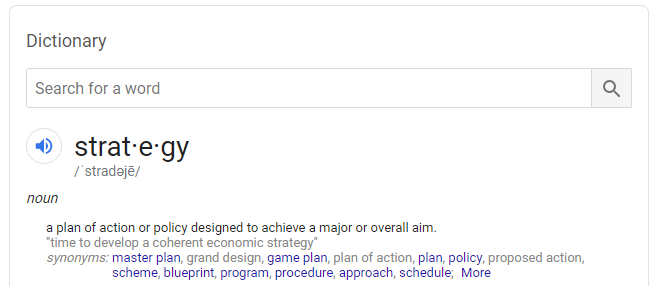 Dictionary
Search for a word
strat·e·gy
/ˈstradəjē/
noun
a plan of action or policy designed to achieve a major or overall aim.
"time to develop a coherent economic strategy"
synonyms: master plan, grand design, game plan, plan of action, plan, policy, proposed action,
scheme, blueprint, program, procedure, approach, schedule; More